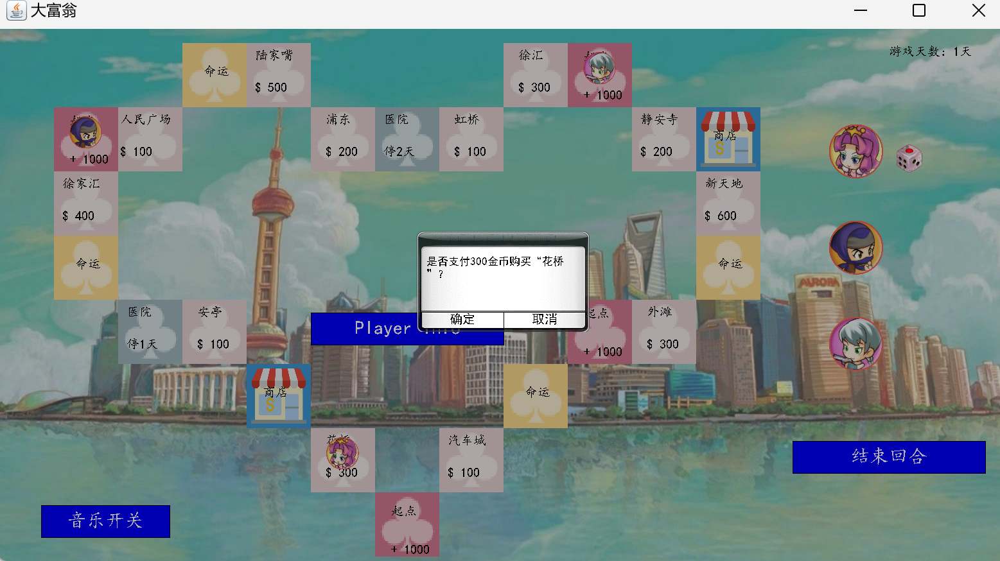 大富翁
游戏天数：1天
命运
陆家嘴
$ 500
徐汇
$ 300
+ 1000
+ 1000
人民广场
$ 100
浦东
$ 200
医院
停2天
虹桥
$ 100
静安寺
$ 200
商店
徐家汇
$ 400
新天地
$ 600
命运
命运
AURORA
是否支付300金币购买“花桥
”？
确定
取消
医院
停1天
安亭
$ 100
Player Info
起点
+ 1000
外滩
$ 300
商店
命运
花桥
$ 300
汽车城
$ 100
结束回合
起点
+ 1000
音乐开关